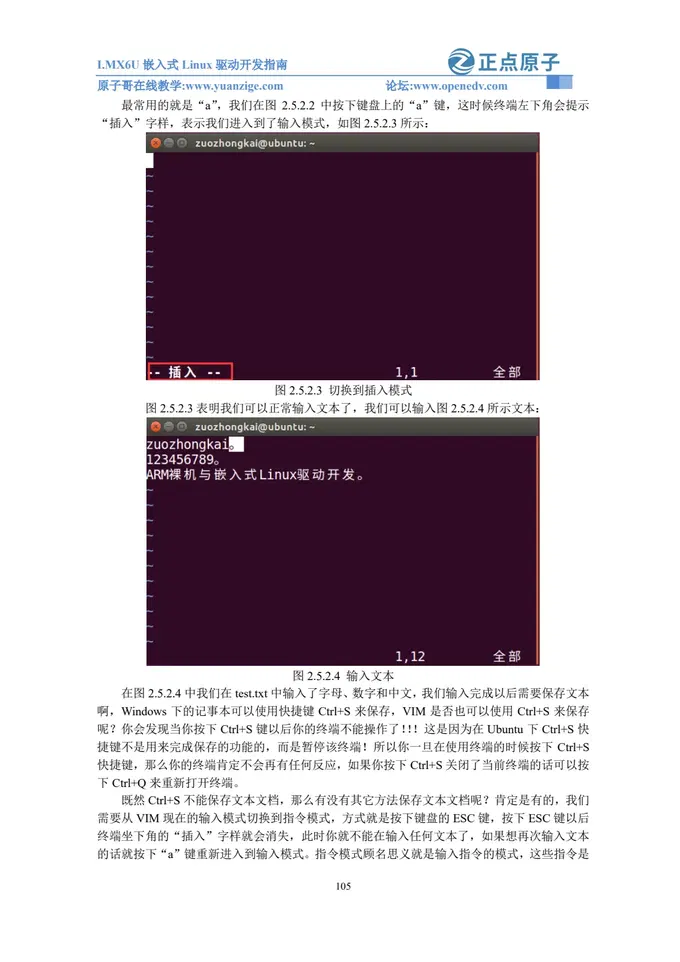 I.MX6U 嵌入式 Linux 驱动开发指南
正点原子
原子哥在线教学:www.yuanzige.com
论坛:www.openedv.com
最常用的就是“a”，我们在图 2.5.2.2 中按下键盘上的“a”键，这时候终端左下角会提示
“插入”字样，表示我们进入到了输入模式，如图 2.5.2.3 所示：
zuozhongkai@ubuntu: ~
~
~
~
~
~
~
~
~
~
~
~
~
~
-- 插入 --
1,1
全部
图 2.5.2.3 切换到插入模式
图 2.5.2.3 表明我们可以正常输入文本了，我们可以输入图 2.5.2.4 所示文本：
zuozhongkai@ubuntu: ~
zuozhongkai。
123456789。
ARM裸机与嵌入式Linux驱动开发。
~
~
~
~
~
~
~
~
~
~
~
1,12
全部
图 2.5.2.4 输入文本
在图 2.5.2.4 中我们在 test.txt 中输入了字母、数字和中文，我们输入完成以后需要保存文本
啊，Windows 下的记事本可以使用快捷键 Ctrl+S 来保存，VIM 是否也可以使用 Ctrl+S 来保存
呢？你会发现当你按下 Ctrl+S 键以后你的终端不能操作了！！！这是因为在 Ubuntu 下 Ctrl+S 快
捷键不是用来完成保存的功能的，而是暂停该终端！所以你一旦在使用终端的时候按下 Ctrl+S
快捷键，那么你的终端肯定不会再有任何反应，如果你按下 Ctrl+S 关闭了当前终端的话可以按
下 Ctrl+Q 来重新打开终端。
既然 Ctrl+S 不能保存文本文档，那么有没有其它方法保存文本文档呢？肯定是有的，我们
需要从 VIM 现在的输入模式切换到指令模式，方式就是按下键盘的 ESC 键，按下 ESC 键以后
终端坐下角的“插入”字样就会消失，此时你就不能在输入任何文本了，如果想再次输入文本
的话就按下“a”键重新进入到输入模式。指令模式顾名思义就是输入指令的模式，这些指令是
105